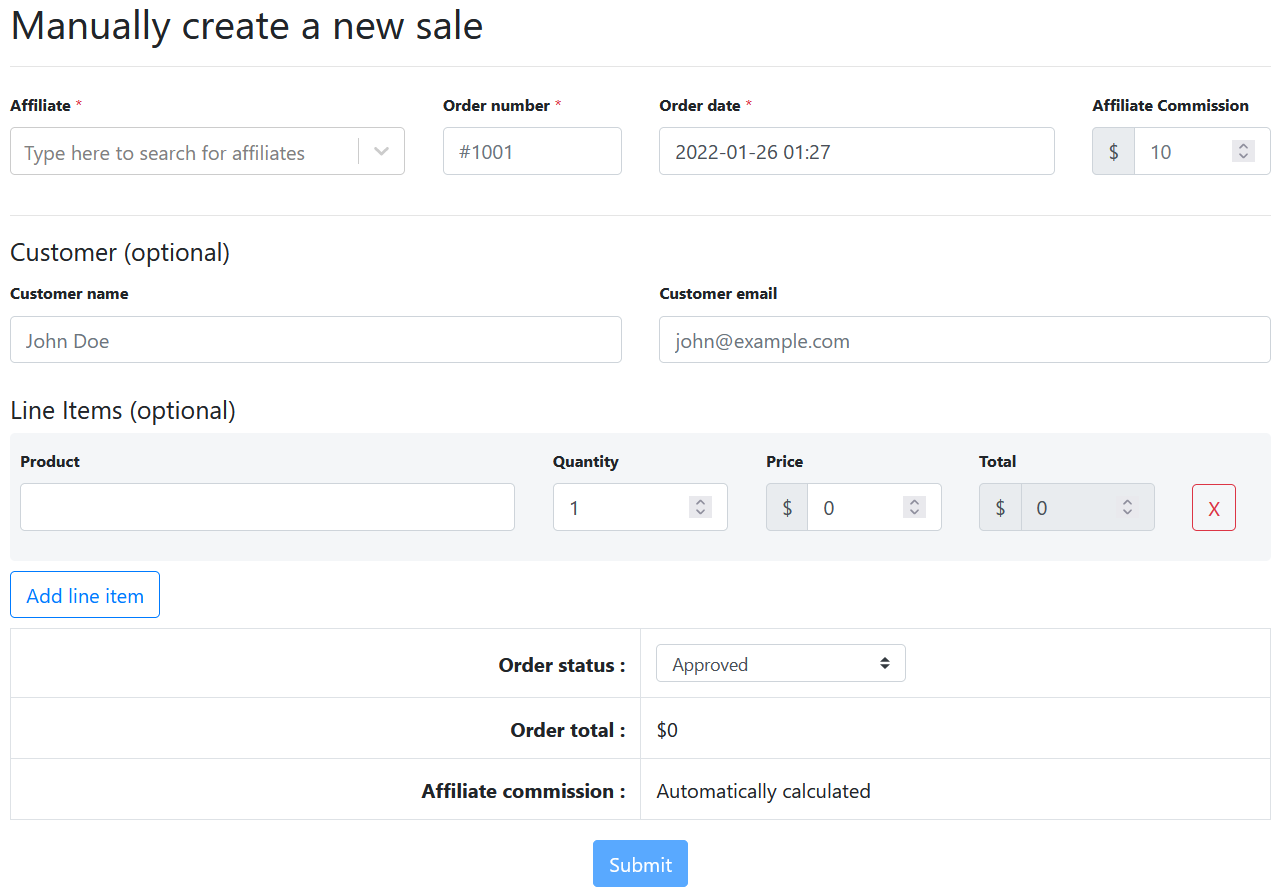 Manually create a new sale
Affiliate * Order number * Order date * Affiliate Commission
Type here to search for affiliates #1001 2022-01-26 01:27 $ 10
Customer (optional)
Customer name Customer email
John Doe john@example.com
Line Items (optional)
Product Quantity Price Total
1 $ 0 $ 0 X
Add line item
Order status : Approved
Order total : $0
Affiliate commission : Automatically calculated
Submit